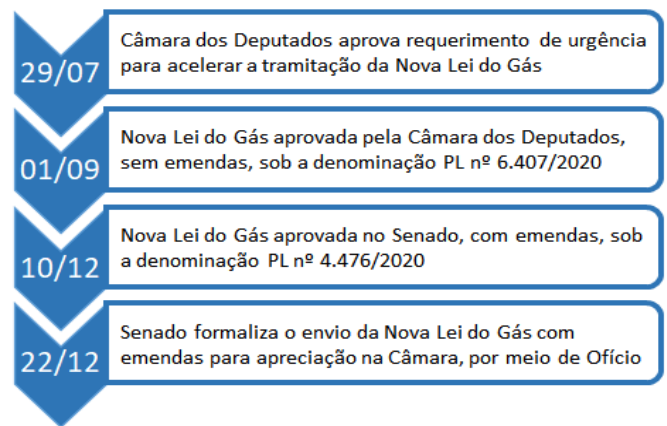 29/07
Câmara dos Deputados aprova requerimento de urgência
para acelerar a tramitação da Nova Lei do Gás
01/09
Nova Lei do Gás aprovada pela Câmara dos Deputados,
sem emendas, sob a denominação PL nº 6.407/2020
10/12
Nova Lei do Gás aprovada no Senado, com emendas, sob
a denominação PL nº 4.476/2020
22/12
Senado formaliza o envio da Nova Lei do Gás com
emendas para apreciação na Câmara, por meio de Ofício